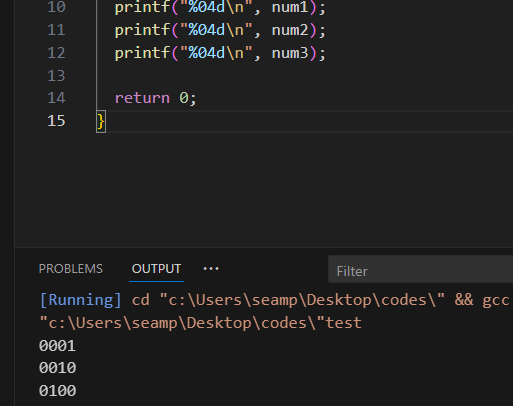 10 printf("%04d\n", num1);
11 printf("%04d\n", num2);
12 printf("%04d\n", num3);
13
14 return 0;
15 }
PROBLEMS OUTPUT ...
Filter
[Running] cd "c:\Users\seamp\Desktop\codes\" && gcc
"c:\Users\seamp\Desktop\codes\"test
0001
0010
0100